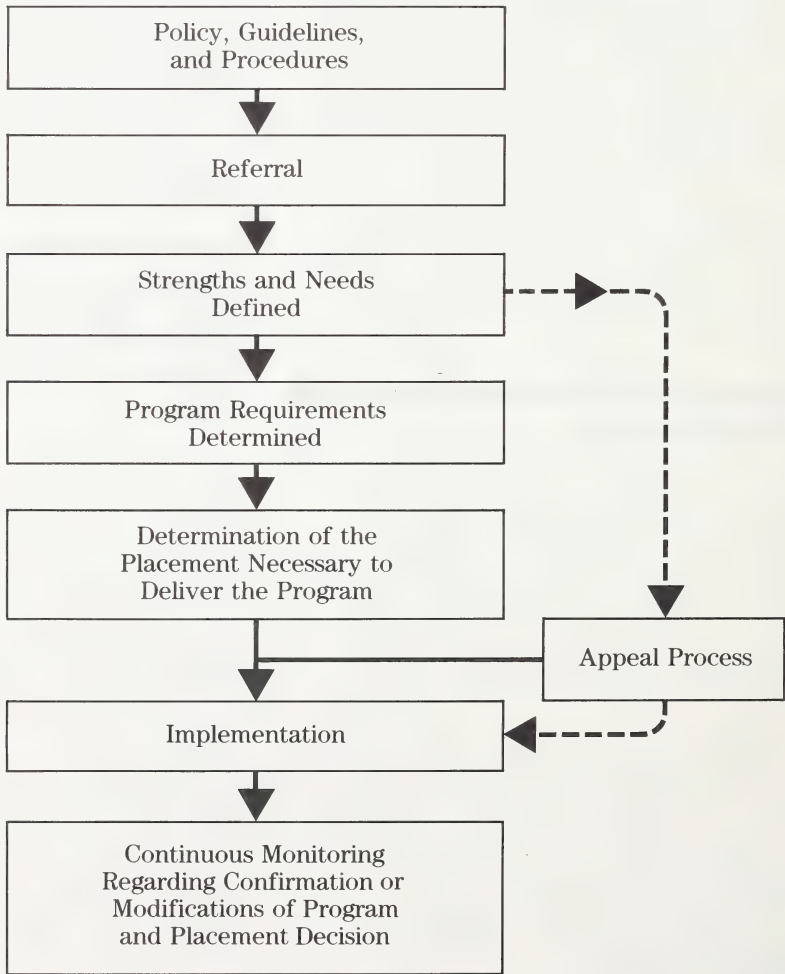 Policy, Guidelines,
and Procedures
Referral
Strengths and Needs
Defined
Program Requirements
Determined
Determination of the
Placement Necessary to
Deliver the Program
Appeal Process
Implementation
Continuous Monitoring
Regarding Confirmation or
Modifications of Program
and Placement Decision